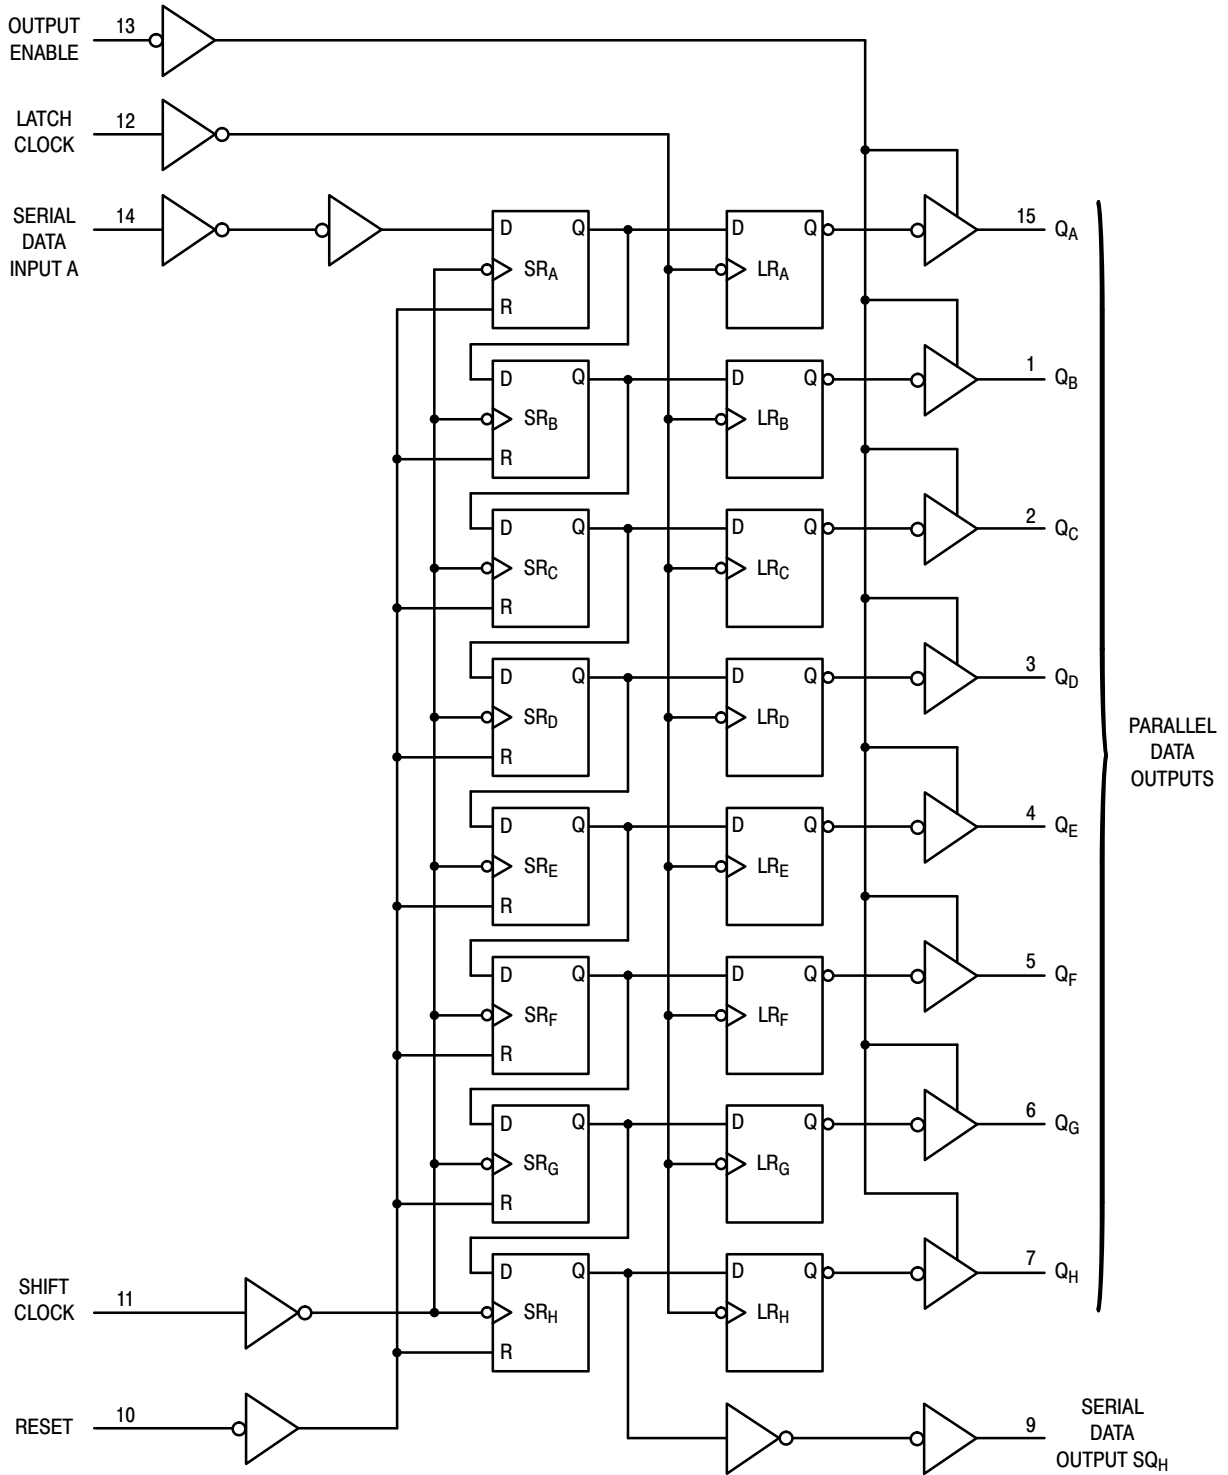 OUTPUT
ENABLE
13
LATCH
CLOCK
12
SERIAL
DATA
INPUT A
14
D Q
SRA
R
D Q
LRA
15 QA
D Q
SRB
R
D Q
LRB
1 QB
D Q
SRC
R
D Q
LRC
2 QC
D Q
SRD
R
D Q
LRD
3 QD
PARALLEL
DATA
OUTPUTS
D Q
SRE
R
D Q
LRE
4 QE
D Q
SRF
R
D Q
LRF
5 QF
D Q
SRG
R
D Q
LRG
6 QG
D Q
SRH
R
D Q
LRH
7 QH
SHIFT
CLOCK
11
RESET
10
9
SERIAL
DATA
OUTPUT SQH